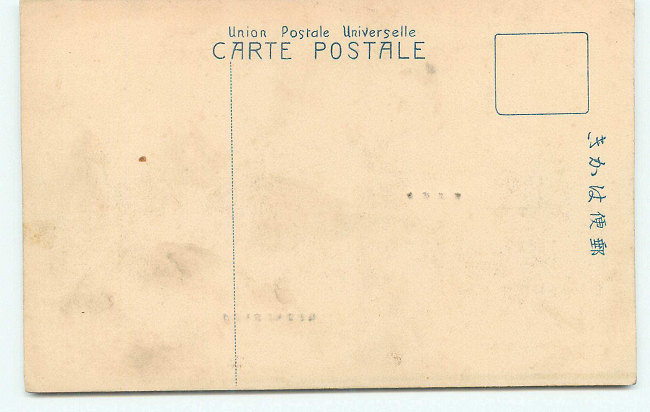 Union Postale Universelle
CARTE POSTALE
郵便はかき